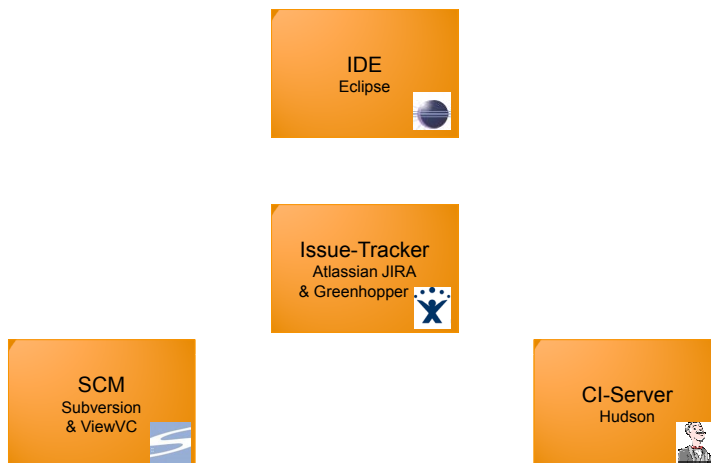 IDE
Eclipse
Issue-Tracker
Atlassian JIRA
& Greenhopper
SCM
Subversion
& ViewVC
CI-Server
Hudson